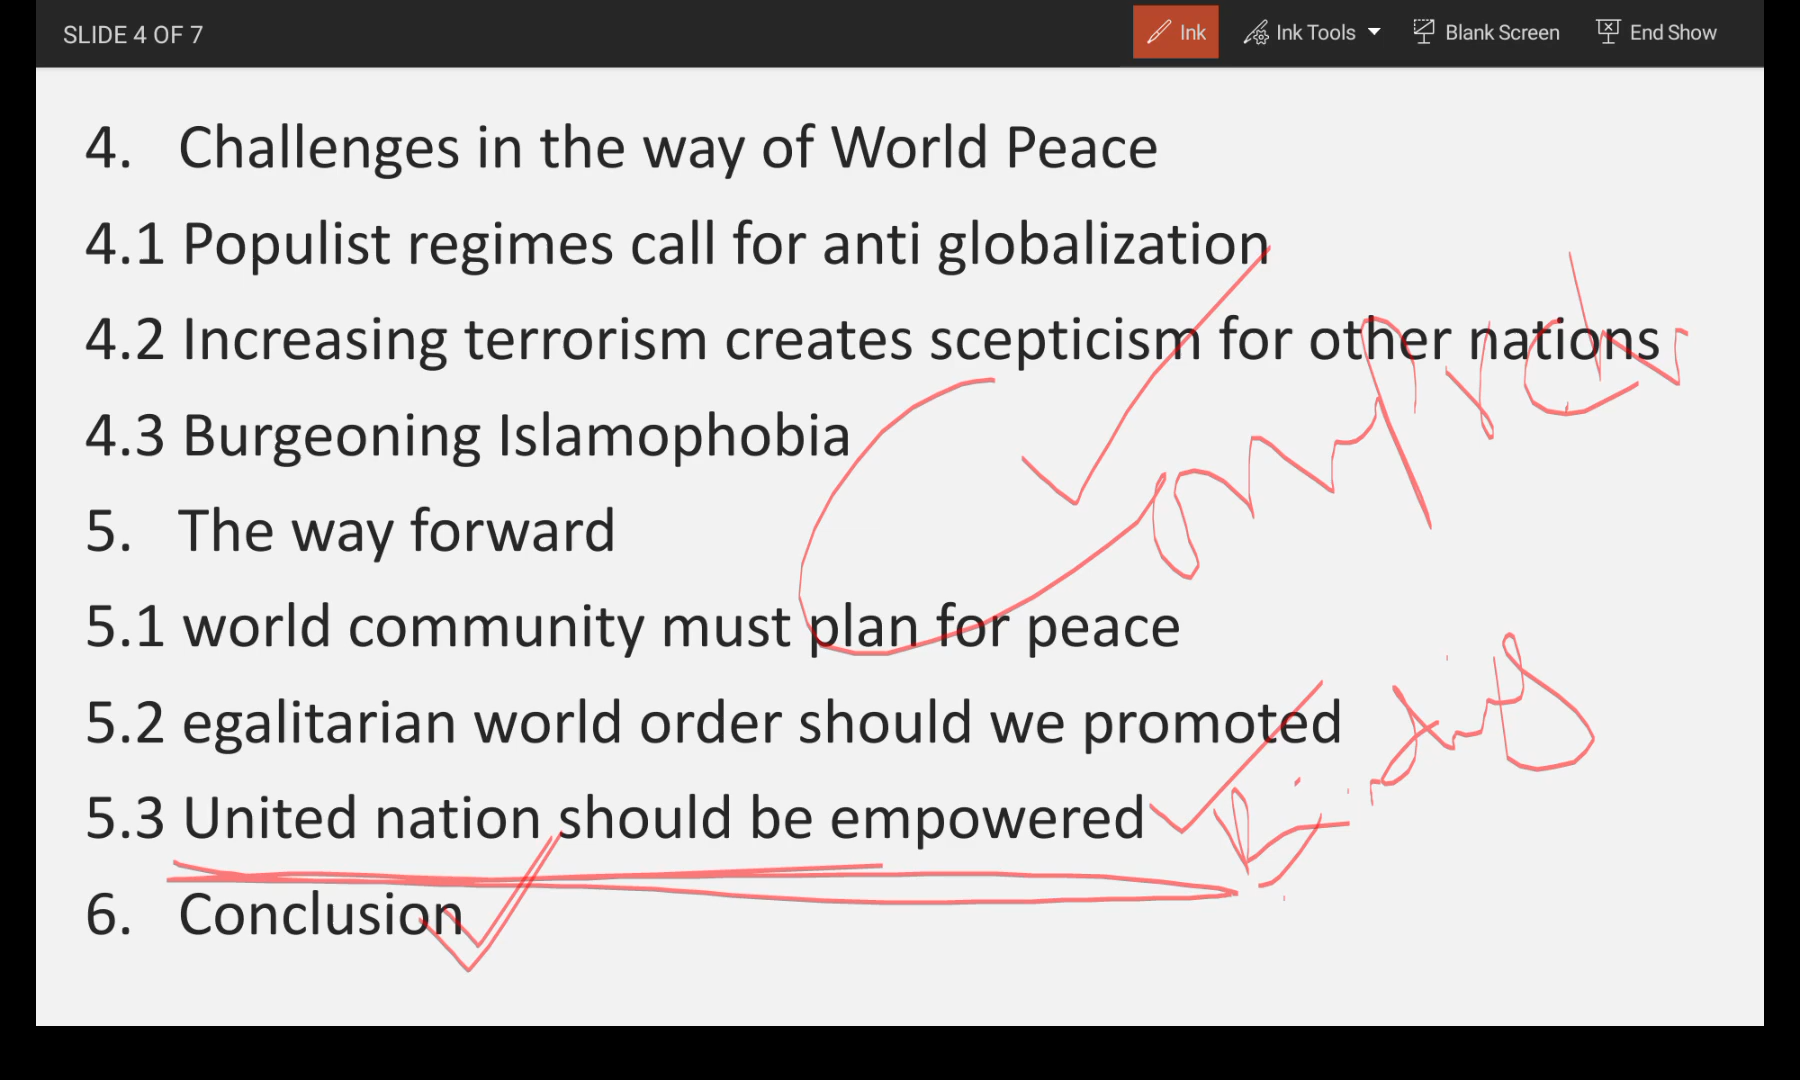 SLIDE 4 OF 7
Ink
Ink Tools
Blank Screen
End Show
4. Challenges in the way of World Peace
4.1 Populist regimes call for anti globalization
4.2 Increasing terrorism creates scepticism for other nations
4.3 Burgeoning Islamophobia
5. The way forward
5.1 world community must plan for peace
5.2 egalitarian world order should we promoted
5.3 United nation should be empowered
6. Conclusion